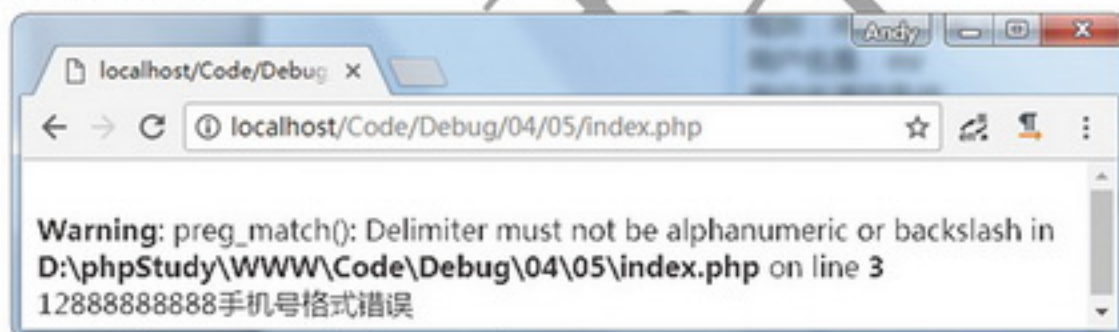 Andy
localhost/Code/Debug
localhost/Code/Debug/04/05/index.php
Warning: preg_match(): Delimiter must not be alphanumeric or backslash in
D:\phpStudy\WWW\Code\Debug\04\05\index.php on line 3
12888888888手机号格式错误